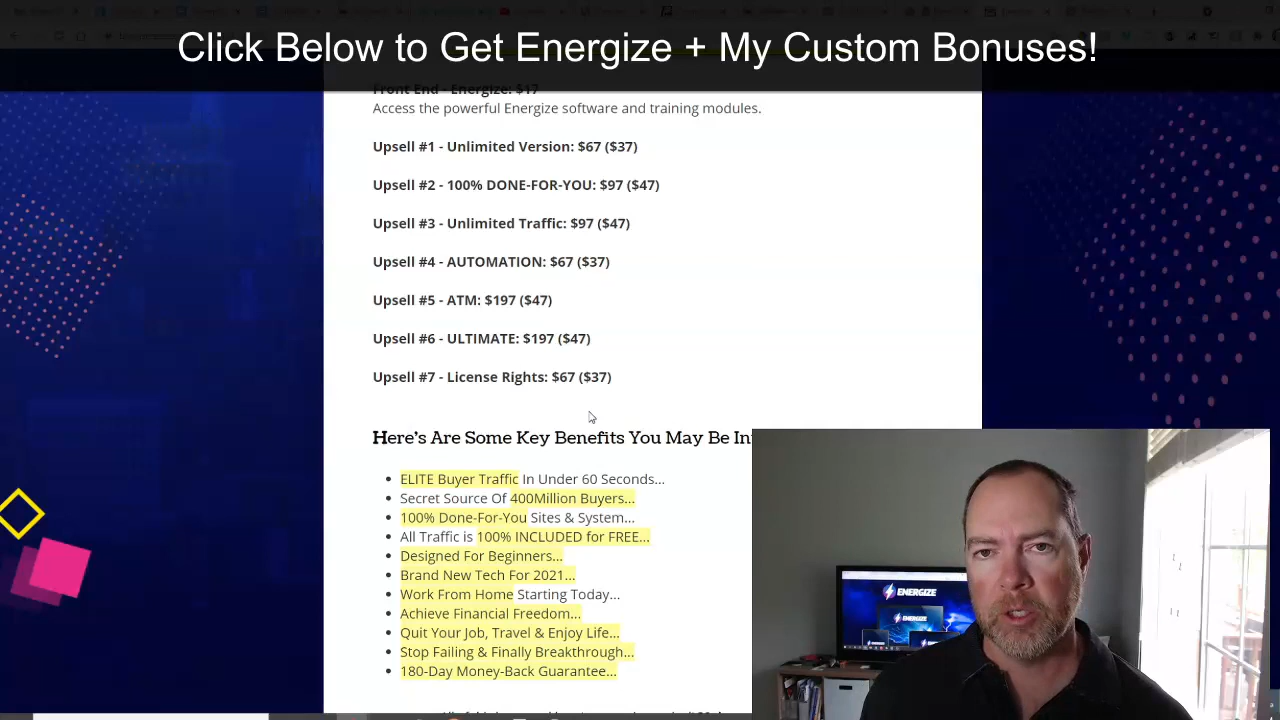 Click Below to Get Energize + My Custom Bonuses!
Front End - Energize: $17
Access the powerful Energize software and training modules.
Upsell #1 - Unlimited Version: $67 ($37)
Upsell #2 - 100% DONE-FOR-YOU: $97 ($47)
Upsell #3 - Unlimited Traffic: $97 ($47)
Upsell #4 - AUTOMATION: $67 ($37)
Upsell #5 - ATM: $197 ($47)
Upsell #6 - ULTIMATE: $197 ($47)
Upsell #7 - License Rights: $67 ($37)
Here's Are Some Key Benefits You May Be In
ELITE Buyer Traffic In Under 60 Seconds...
Secret Source Of 400Million Buyers...
100% Done-For-You Sites & System...
All Traffic is 100% INCLUDED for FREE...
Designed For Beginners...
Brand New Tech For 2021...
Work From Home Starting Today...
Achieve Financial Freedom...
Quit Your Job, Travel & Enjoy Life...
Stop Failing & Finally Breakthrough...
180-Day Money-Back Guarantee...
ENERGIZE
ENERGIZE